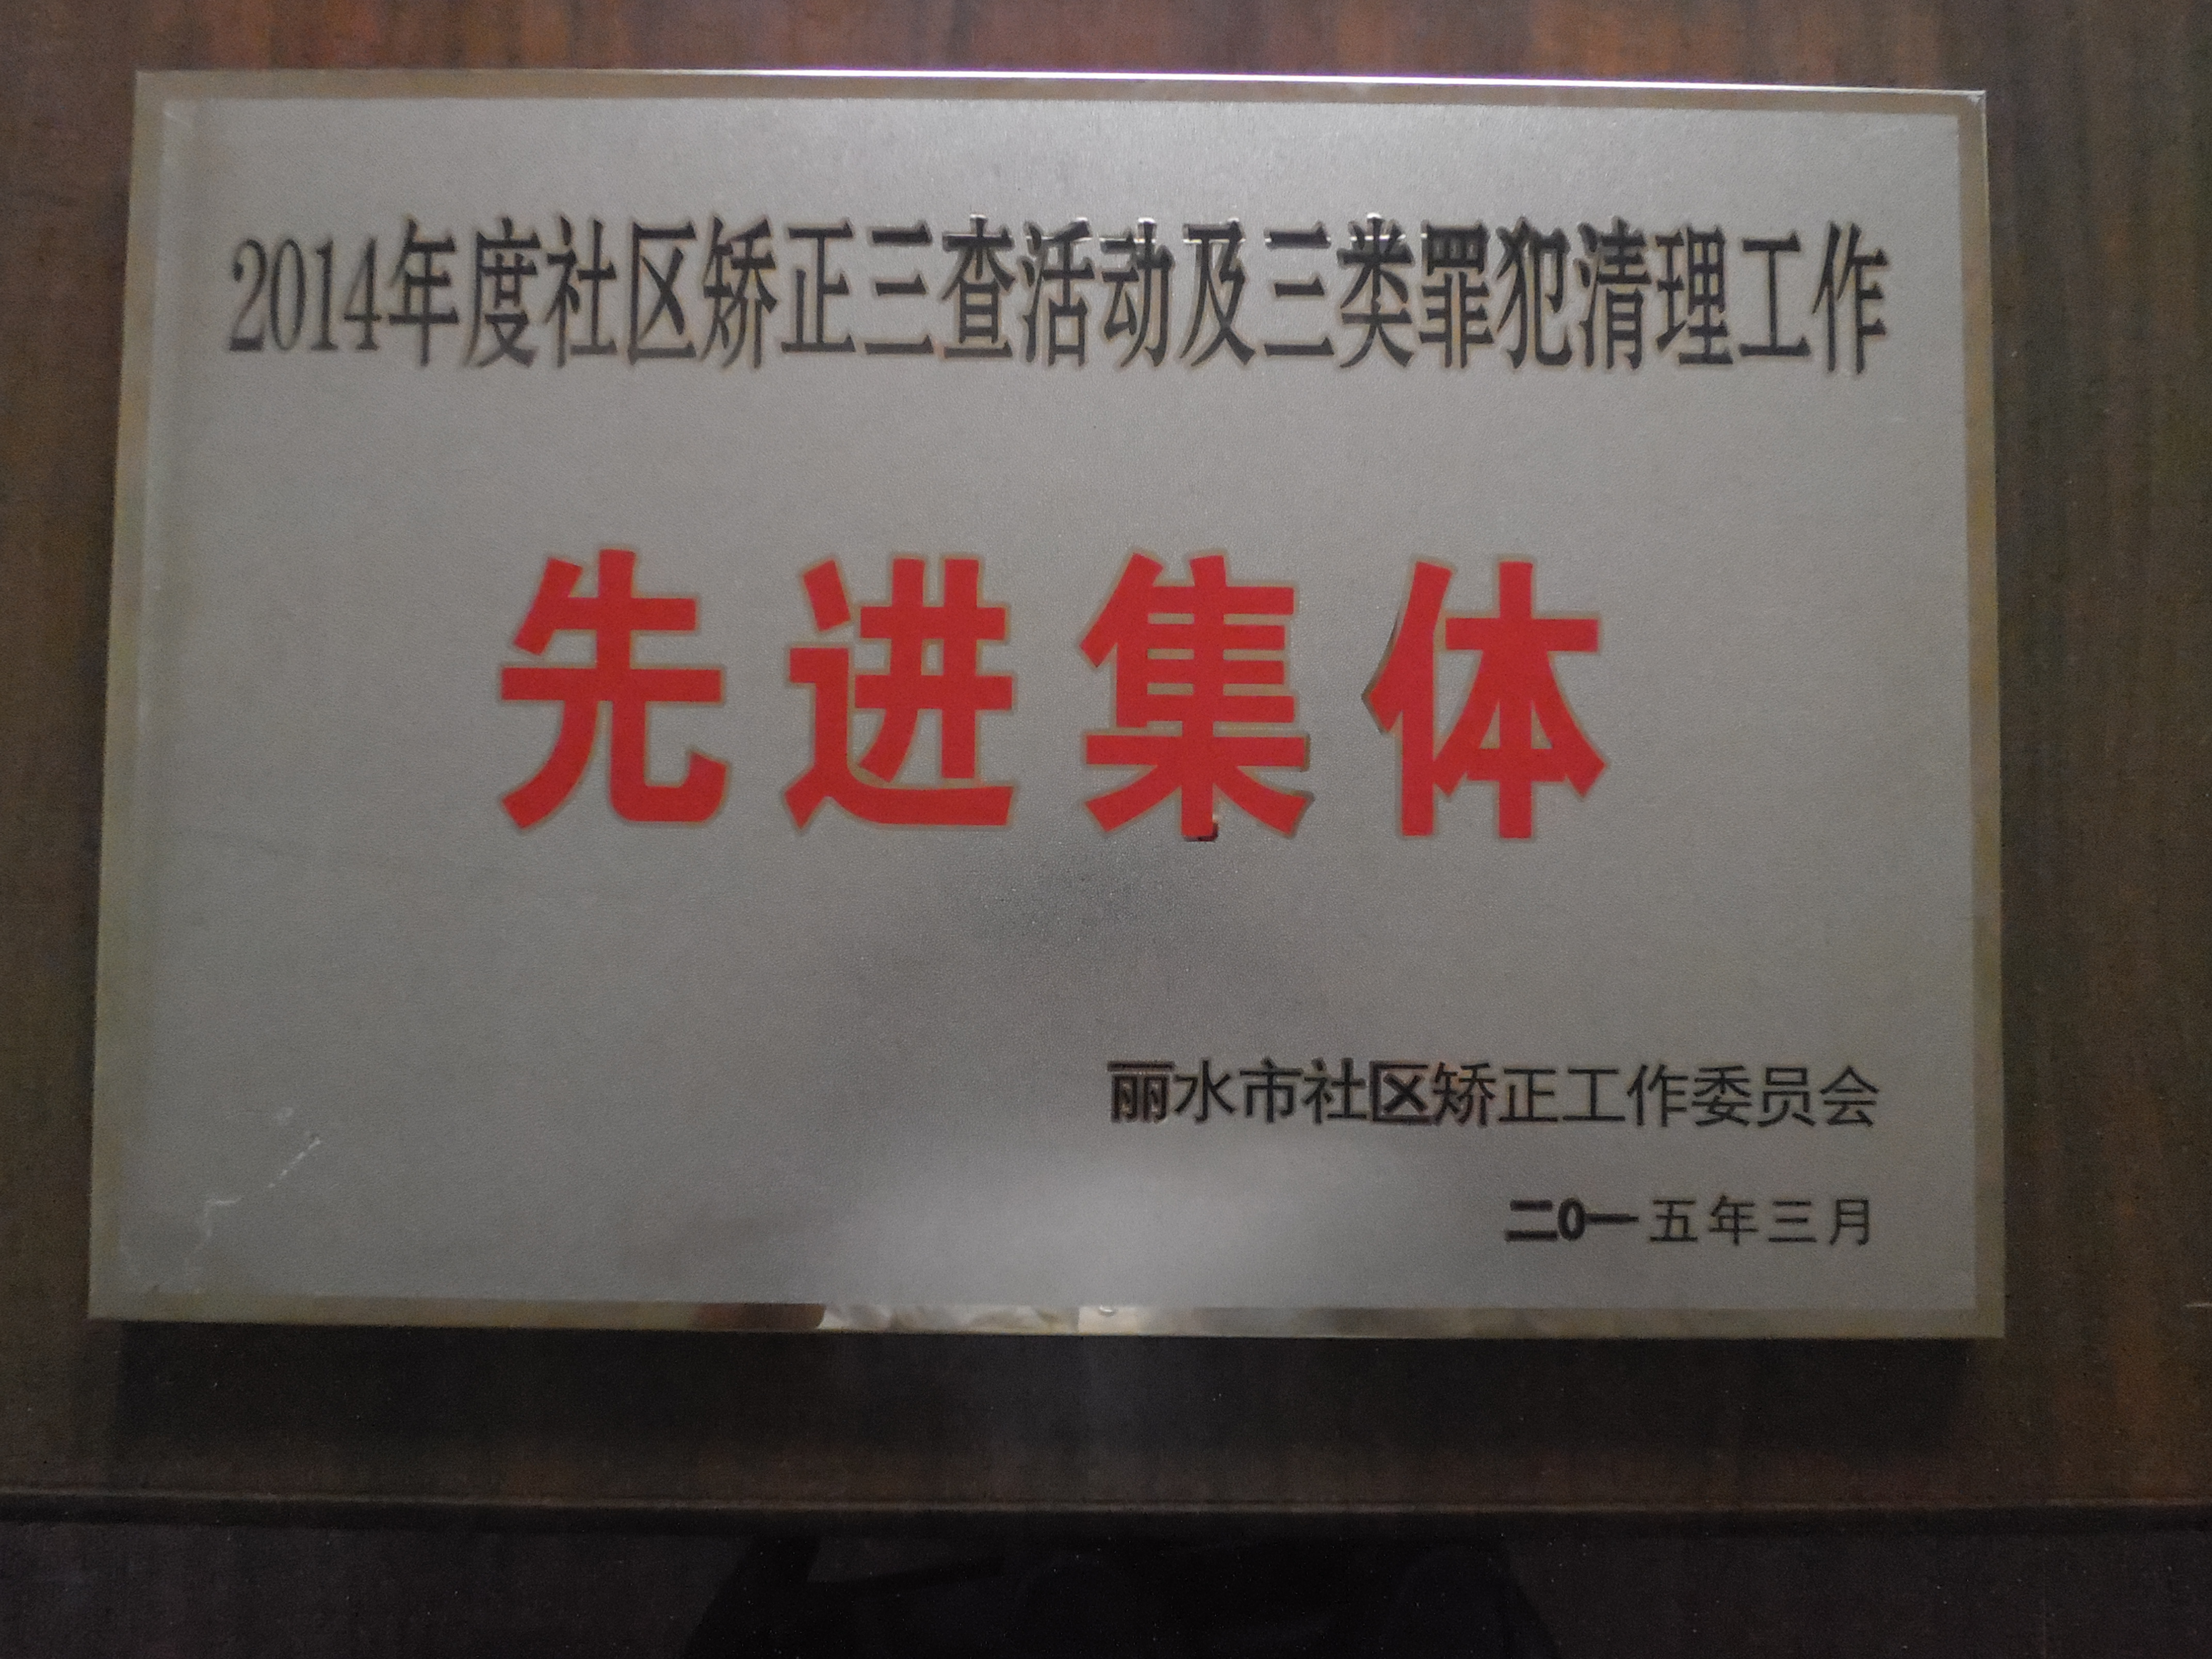 2014年度社区矫正三查活动及三类罪犯清理工作
先进集体
丽水市社区矫正工作委员会
二0一五年三月